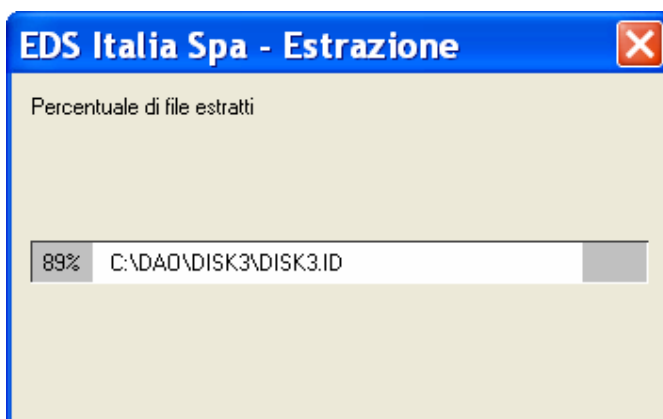 EDS Italia Spa - Estrazione
Percentuale di file estratti
89% C:\DAO\DISK3\DISK3.ID